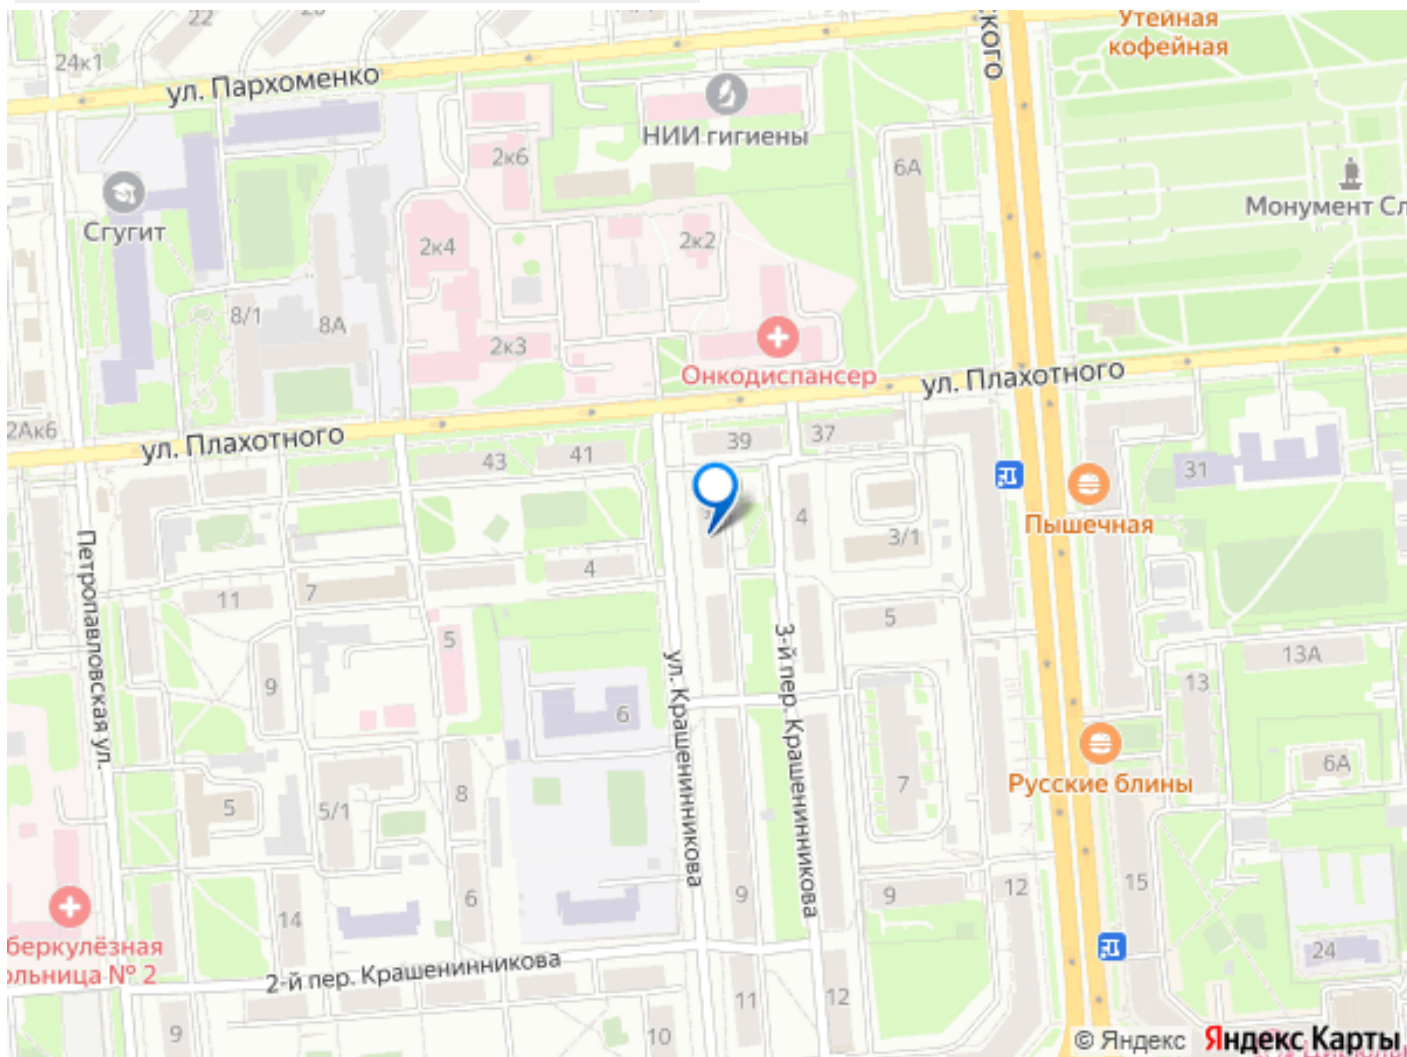 22
24к1
ул. Пархоменко
ского
Утейная
кофейная
НИИ гигиены
2к6
6А
Монумент Сл
Сгугит
2к4
2к2
8/1
8А
2к3
Онкодиспансер
ул. Плахотного
2Ак6
ул. Плахотного
43
41
39
37
31
Пышечная
4
3/1
Петропавловская ул.
11
7
4
5
5
13А
9
3-й пер. Крашенинникова
ул. Крашенинникова
13
6
6А
Русские блины
5
5/1
8
7
14
6
9
9
12
15
беркулёзная
ольница № 2
2-й пер. Крашенинникова
24
9
10
11
12
© Яндекс Яндекс Карты